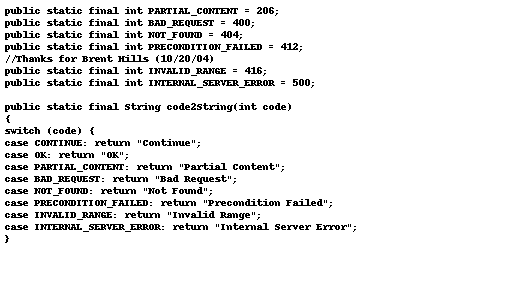 public static final int PARTIAL_CONTENT = 206;
public static final int BAD_REQUEST = 400;
public static final int NOT_FOUND = 404;
public static final int PRECONDITION_FAILED = 412;
//Thanks for Brent Hills (10/20/04)
public static final int INVALID_RANGE = 416;
public static final int INTERNAL_SERVER_ERROR = 500;
public static final String code2String(int code)
{
switch (code) {
case CONTINUE: return "Continue";
case OK: return "OK";
case PARTIAL_CONTENT: return "Partial Content";
case BAD_REQUEST: return "Bad Request";
case NOT_FOUND: return "Not Found";
case PRECONDITION_FAILED: return "Precondition Failed";
case INVALID_RANGE: return "Invalid Range";
case INTERNAL_SERVER_ERROR: return "Internal Server Error";
}